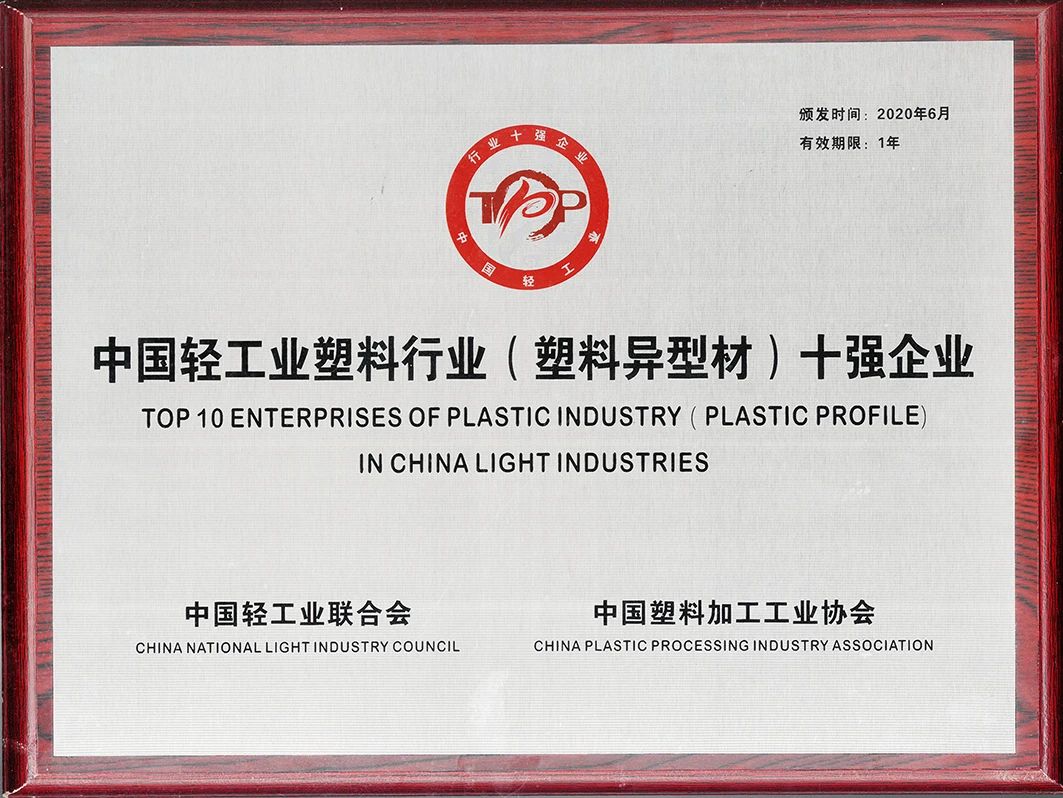 颁发时间：2020年6月
有效期限：1年
行业十强企业
TOP
中国轻工
中国轻工业塑料行业（塑料异型材）十强企业
TOP 10 ENTERPRISES OF PLASTIC INDUSTRY ( PLASTIC PROFILE)
IN CHINA LIGHT INDUSTRIES
中国轻工业联合会
CHINA NATIONAL LIGHT INDUSTRY COUNCIL
中国塑料加工工业协会
CHINA PLASTIC PROCESSING INDUSTRY ASSOCIATION